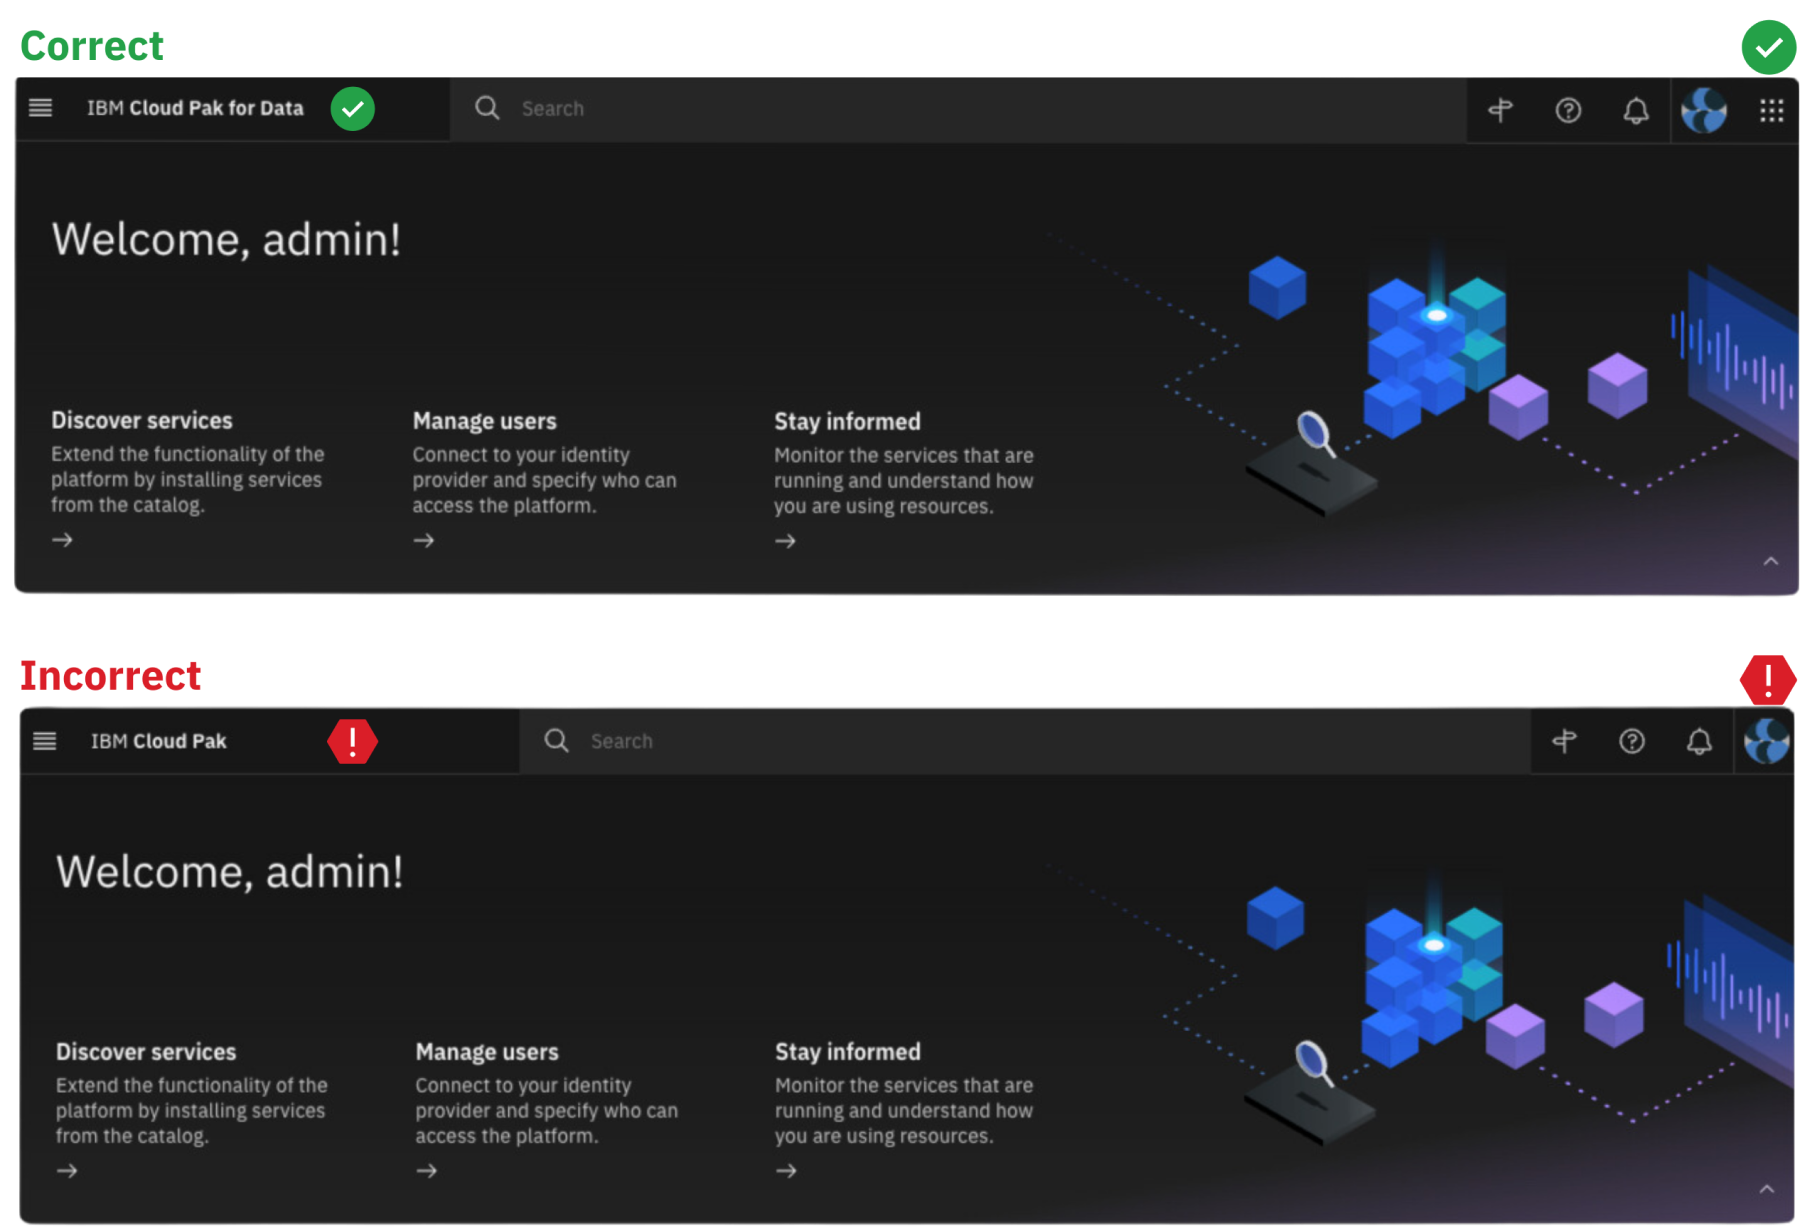 Correct
IBM Cloud Pak for Data
Search
Welcome, admin!
Discover services
Extend the functionality of the
platform by installing services
from the catalog.
Manage users
Connect to your identity
provider and specify who can
access the platform.
Stay informed
Monitor the services that are
running and understand how
you are using resources.
Incorrect
IBM Cloud Pak
Search
Welcome, admin!
Discover services
Extend the functionality of the
platform by installing services
from the catalog.
Manage users
Connect to your identity
provider and specify who can
access the platform.
Stay informed
Monitor the services that are
running and understand how
you are using resources.